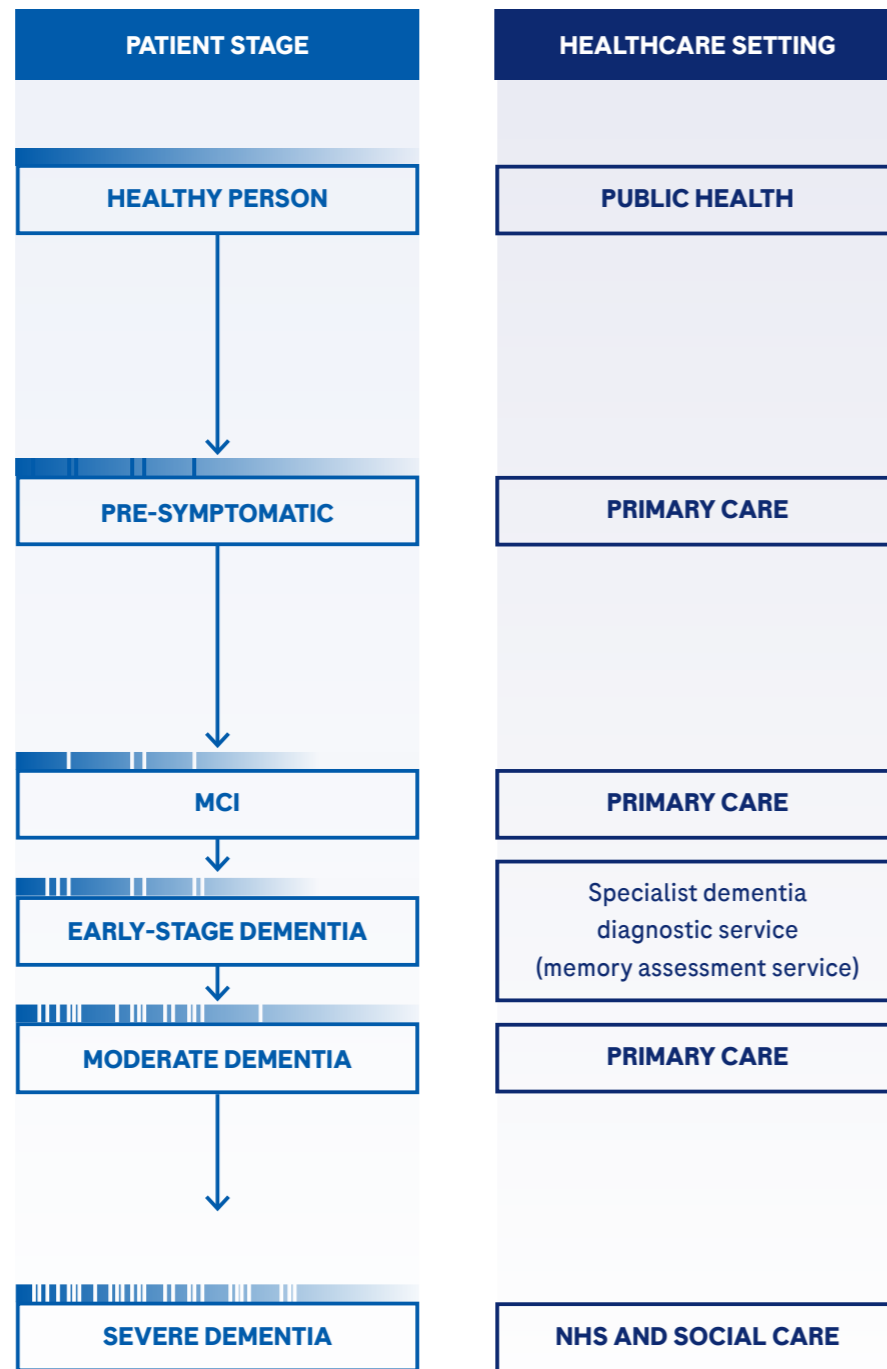 PATIENT STAGE
HEALTHCARE SETTING
HEALTHY PERSON
PUBLIC HEALTH
PRE-SYMPTOMATIC
PRIMARY CARE
MCI
PRIMARY CARE
EARLY-STAGE DEMENTIA
Specialist dementia
diagnostic service
(memory assessment service)
MODERATE DEMENTIA
PRIMARY CARE
SEVERE DEMENTIA
NHS AND SOCIAL CARE